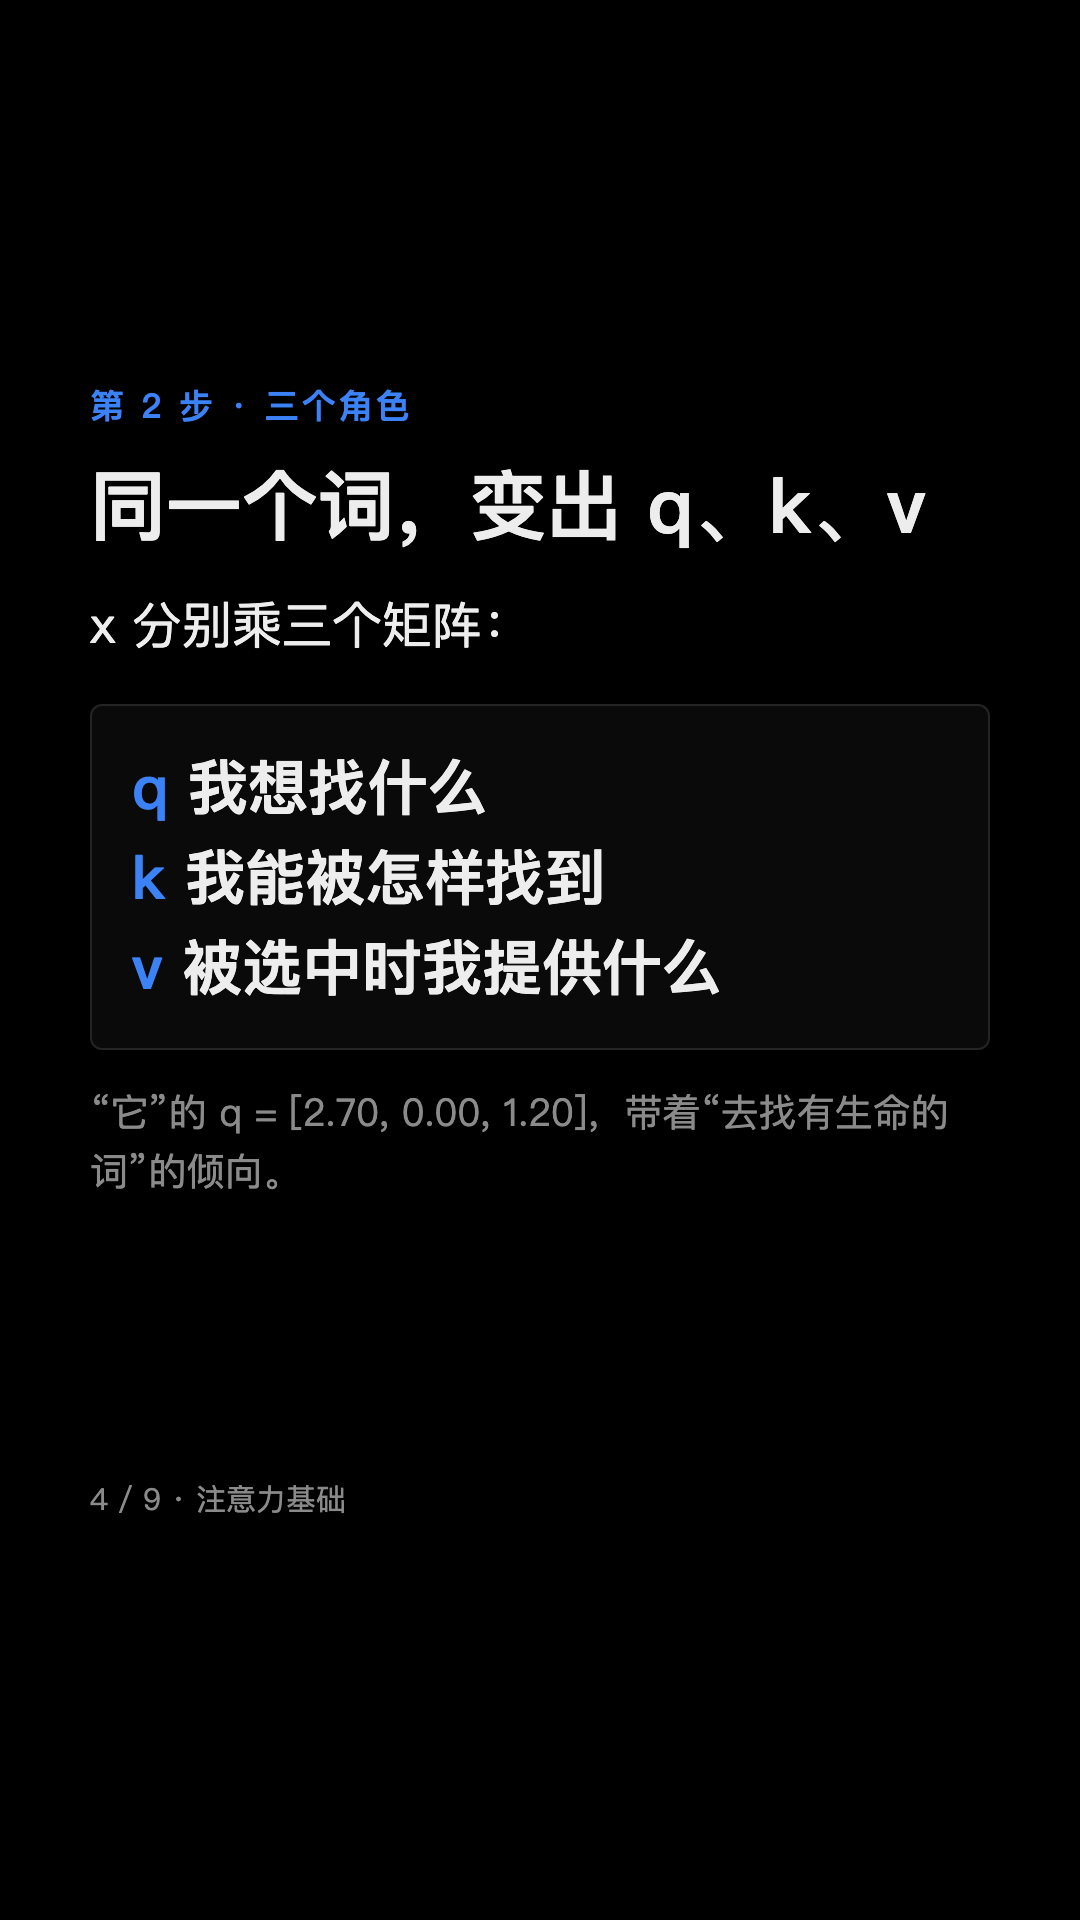 第 2 步 · 三个角色
同一个词，变出 q、k、v
x 分别乘三个矩阵：
q 我想找什么
k 我能被怎样找到
v 被选中时我提供什么
“它”的 q = [2.70, 0.00, 1.20]，带着“去找有生命的
词”的倾向。
4 / 9 · 注意力基础